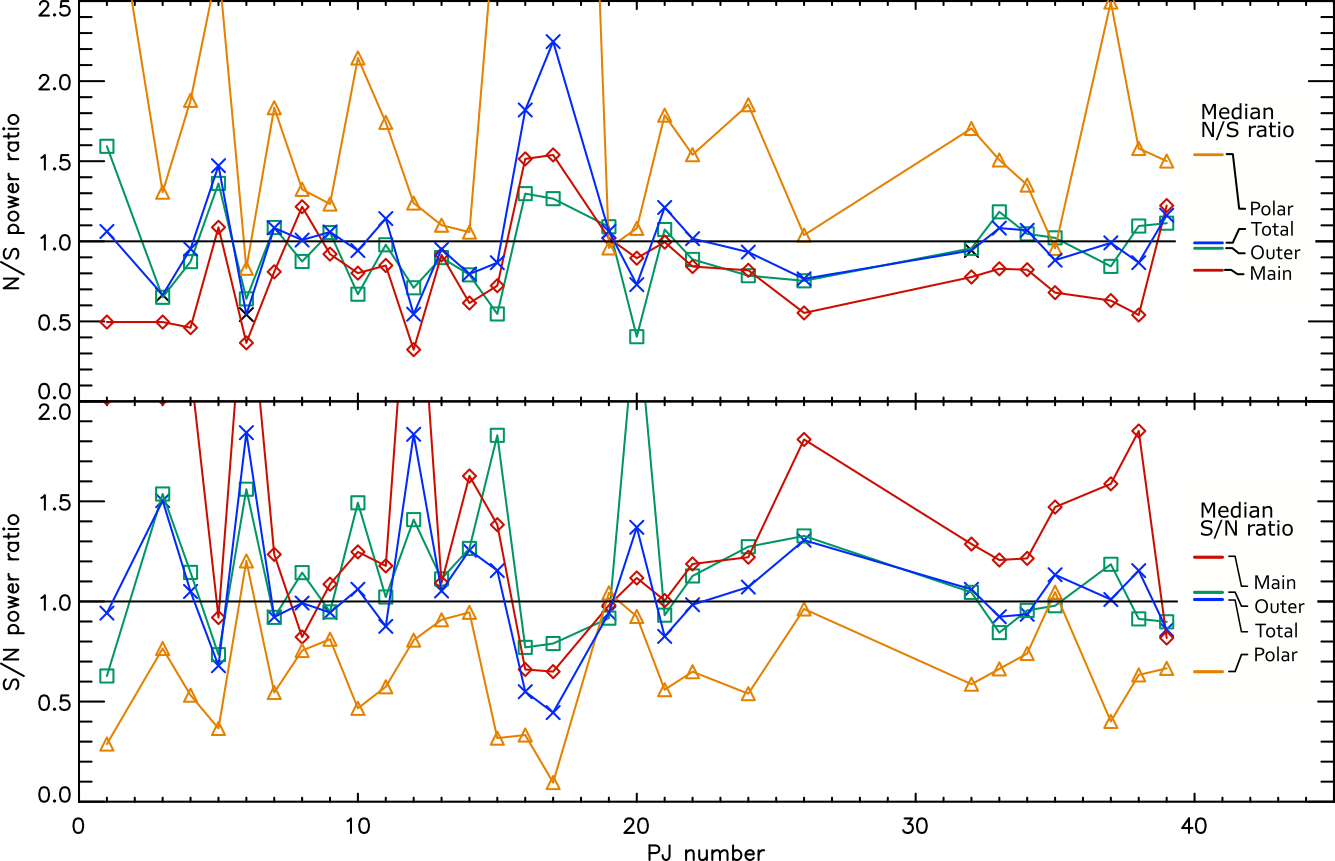 2.5
2.0
1.5
1.0
0.5
0.0
N/S power ratio
Median
N/S ratio
Polar
Total
Outer
Main
2.0
1.5
1.0
0.5
0.0
S/N power ratio
Median
S/N ratio
Main
Outer
Total
Polar
0 10 20 30 40
PJ number